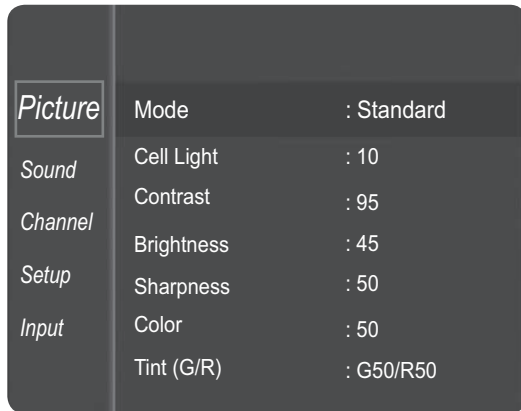 Picture
Sound
Channel
Setup
Input
Mode : Standard
Cell Light : 10
Contrast : 95
Brightness : 45
Sharpness : 50
Color : 50
Tint (G/R) : G50/R50